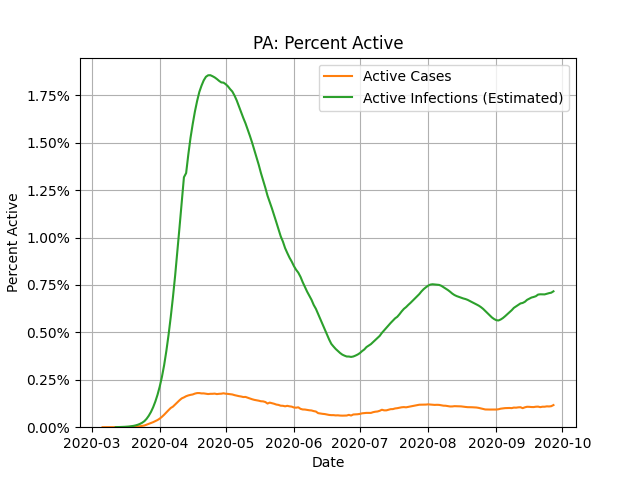 PA: Percent Active
Active Cases
Active Infections (Estimated)
Percent Active
1.75%
1.50%
1.25%
1.00%
0.75%
0.50%
0.25%
0.00%
2020-03 2020-04 2020-05 2020-06 2020-07 2020-08 2020-09 2020-10
Date